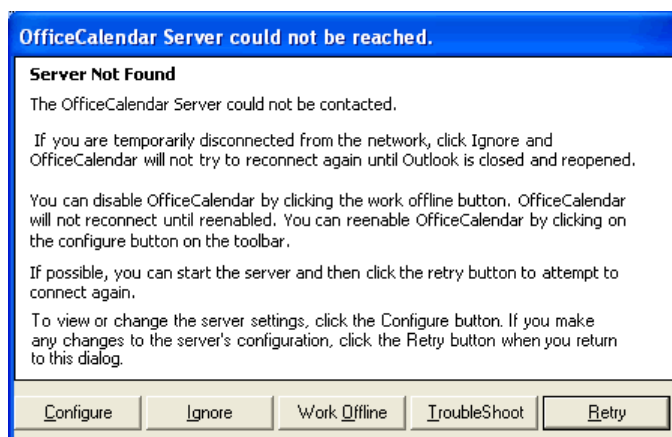 OfficeCalendar Server could not be reached.
Server Not Found
The OfficeCalendar Server could not be contacted.
If you are temporarily disconnected from the network, click Ignore and
OfficeCalendar will not try to reconnect again until Outlook is closed and reopened.
You can disable OfficeCalendar by clicking the work offline button. OfficeCalendar
will not reconnect until reenabled. You can reenable OfficeCalendar by clicking on
the configure button on the toolbar.
If possible, you can start the server and then click the retry button to attempt to
connect again.
To view or change the server settings, click the Configure button. If you make
any changes to the server's configuration, click the Retry button when you return
to this dialog.
Configure Ignore Work Offline TroubleShoot Retry